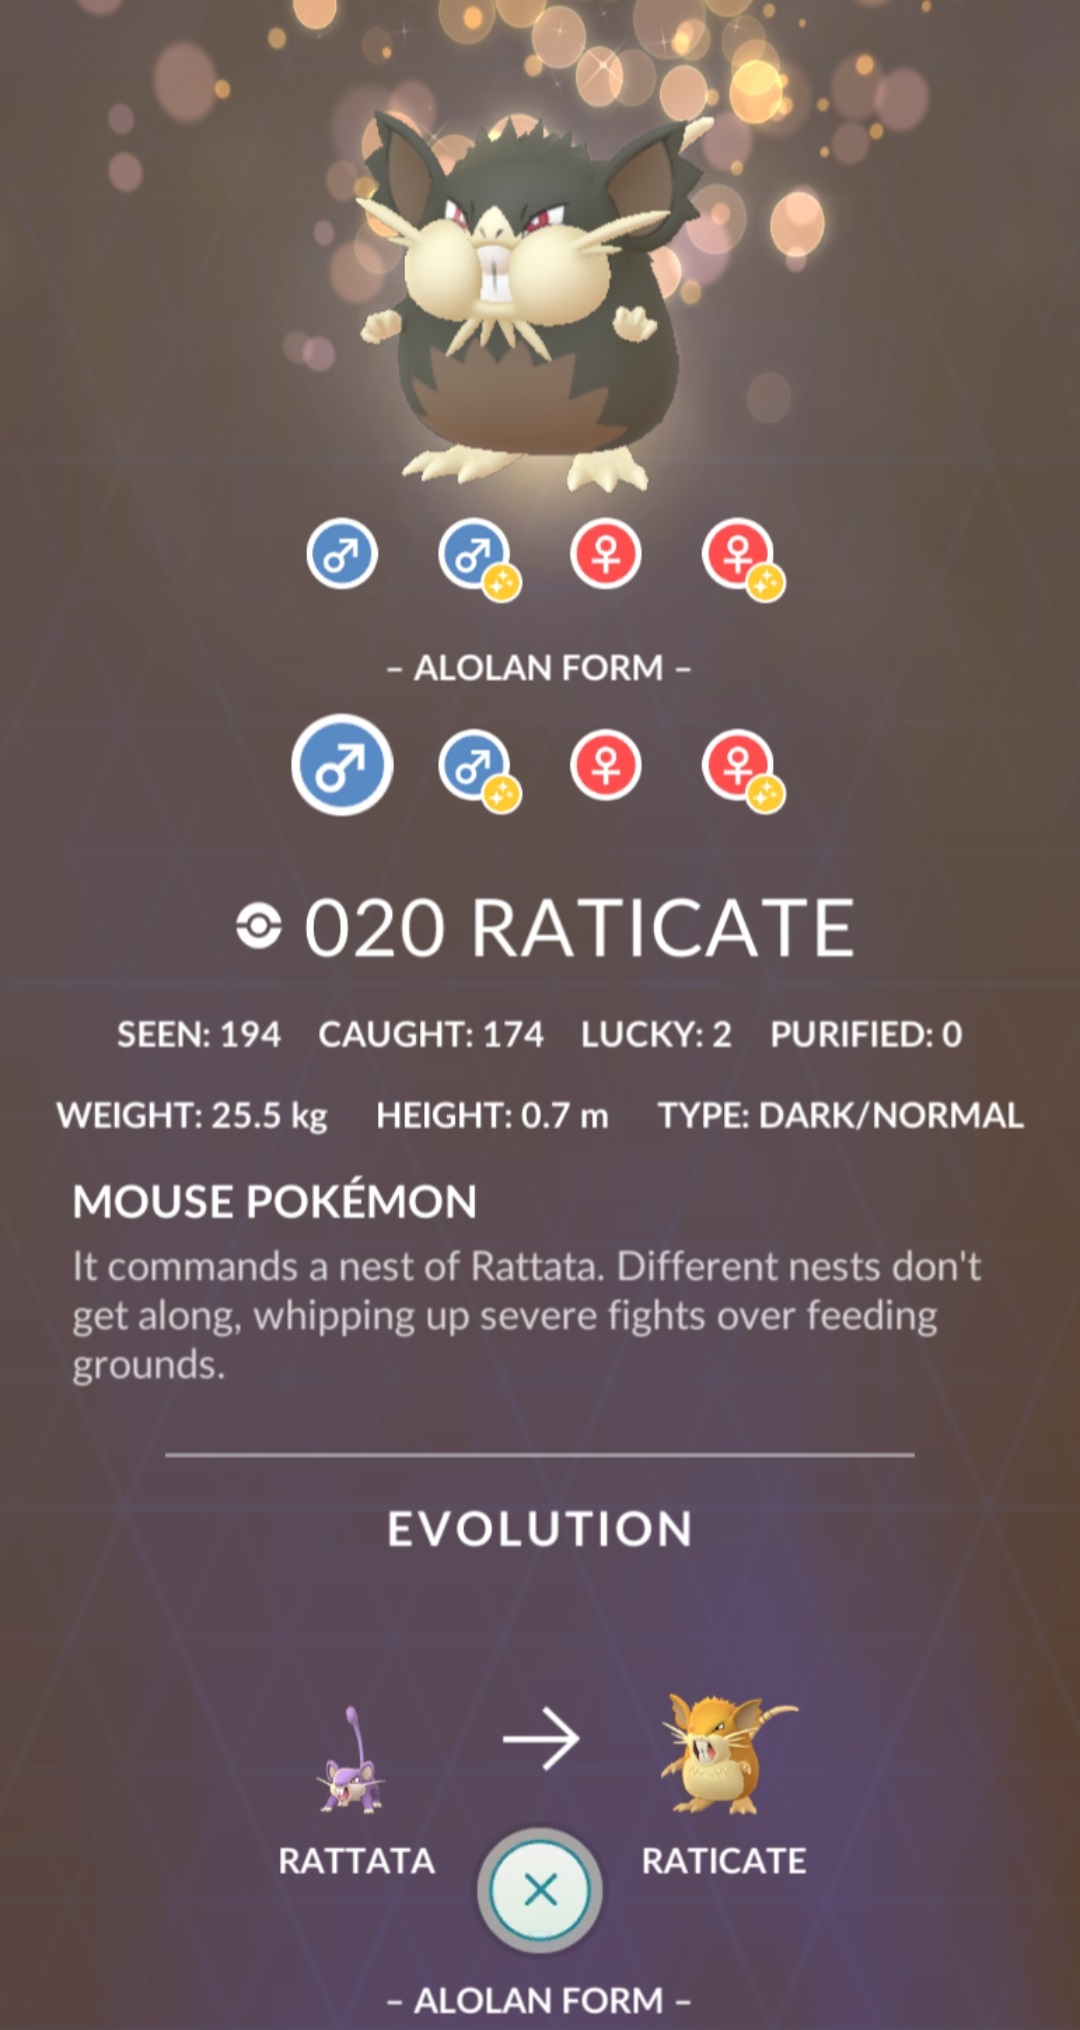 – ALOLAN FORM –
020 RATICATE
SEEN: 194 CAUGHT: 174 LUCKY: 2 PURIFIED: 0
WEIGHT: 25.5 kg HEIGHT: 0.7 m TYPE: DARK/NORMAL
MOUSE POKÉMON
It commands a nest of Rattata. Different nests don't
get along, whipping up severe fights over feeding
grounds.
EVOLUTION
RATTATA RATICATE
– ALOLAN FORM –